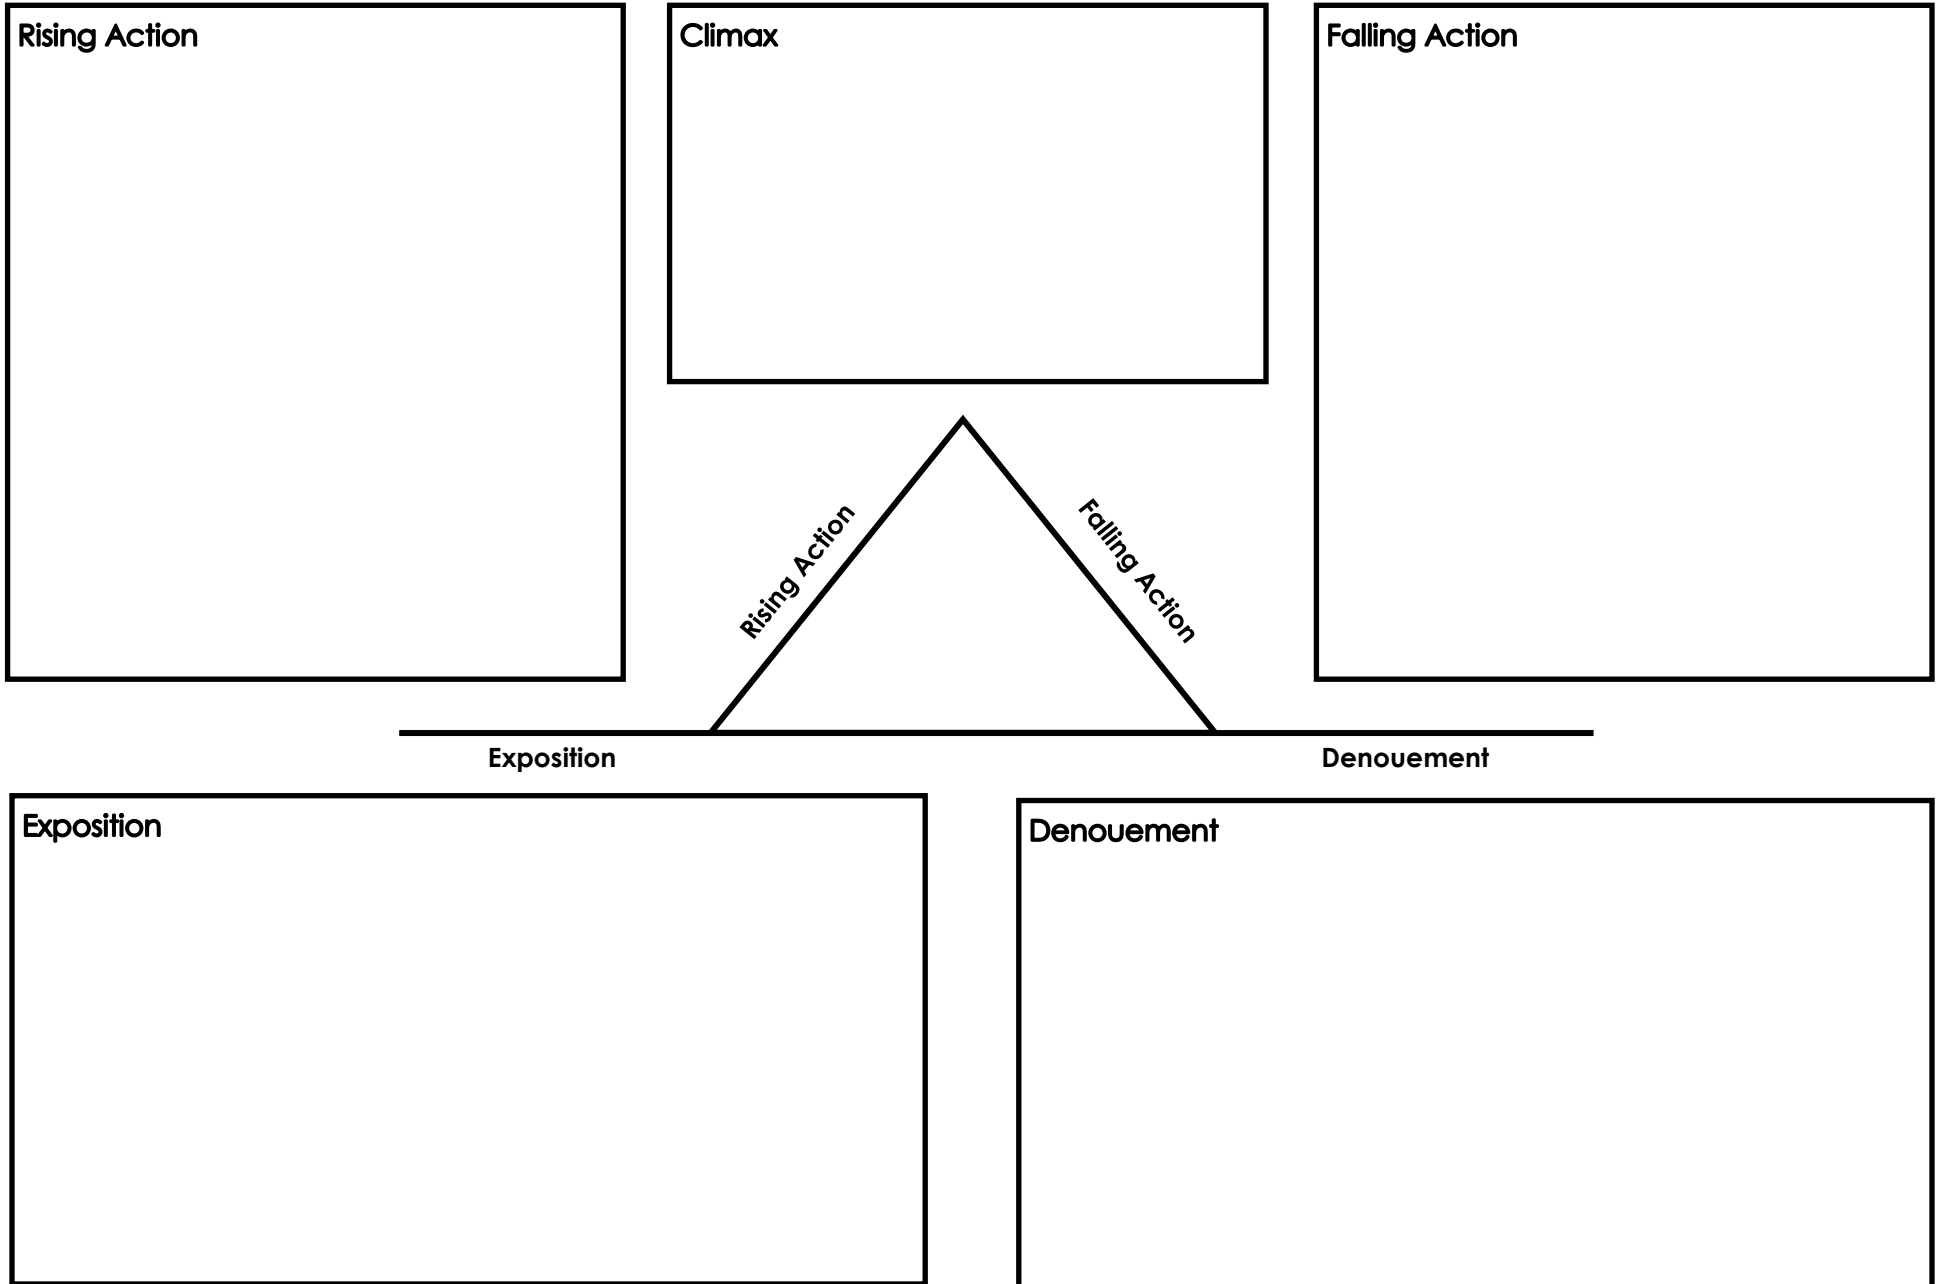 Rising Action
Climax
Falling Action
Rising Action
Falling Action
Exposition
Denouement
Exposition
Denouement